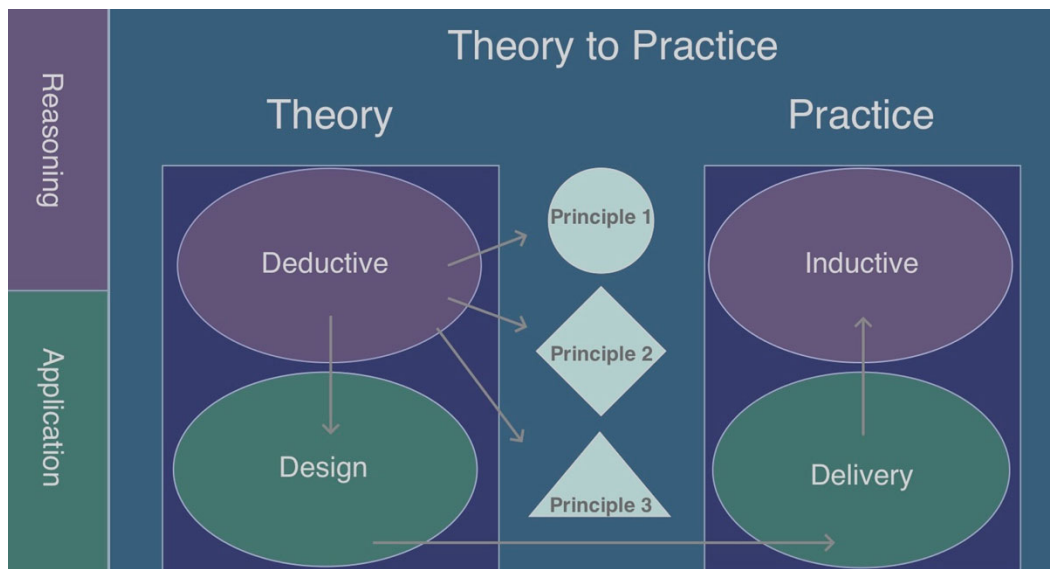 Theory to Practice
Reasoning
Application
Theory
Practice
Deductive
Principle 1
Inductive
Principle 2
Design
Principle 3
Delivery